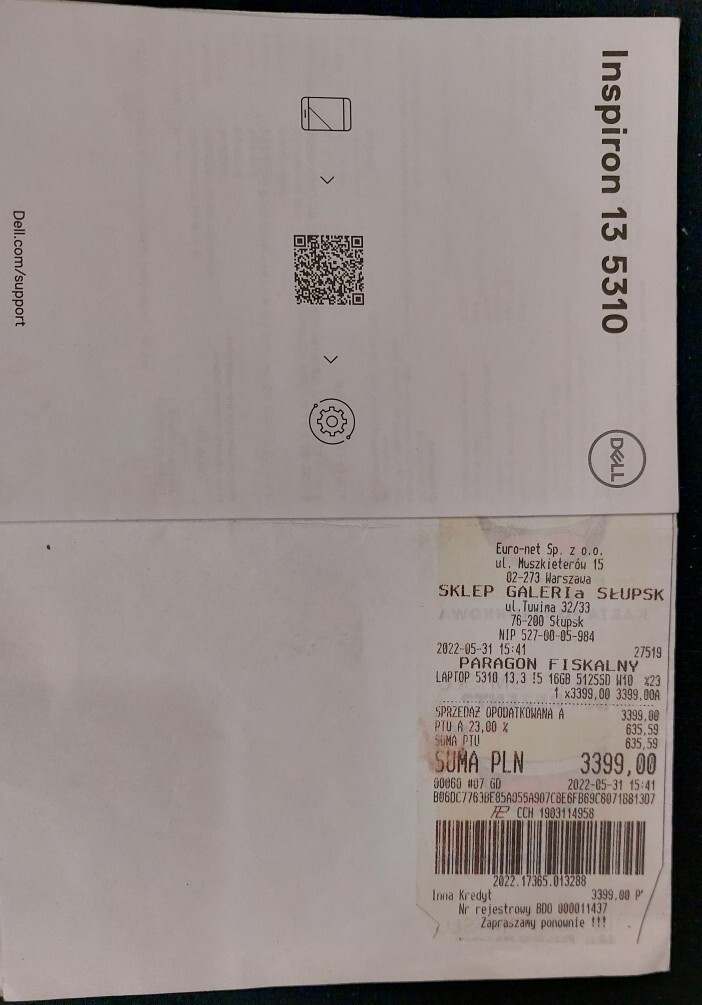 Inspiron 13 5310
DELL
Dell.com/support
Euro-net Sp. z o.o.
ul. Muszkieterów 15
02-273 Warszawa
SKLEP GALERIa SŁUPSK
ul.Tuwima 32/33
76-200 Słupsk
NIP 527-00-05-984
2022-05-31 15:41 27519
PARAGON FISKALNY
LAPTOP 5310 13,3 I5 16GB 512SSD W10 %23
1 x3399,00 3399,00A
SPRZEDAŻ OPODATKOWANA A 3399,00
PTU A 23,00 % 635,59
SUMA PTU 635,59
SUMA PLN 3399,00
00060 #07 GD 2022-05-31 15:41
CCH 1903114958
2022.17365.013288
Inna Kredyt 3399,00 P
Nr rejestrowy BDO 000011437
Zapraszamy ponownie !!!